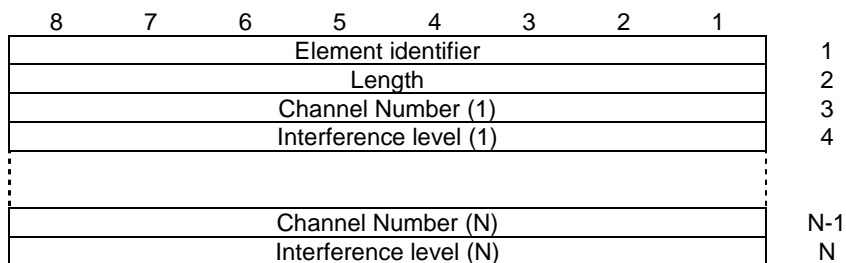 8 7 6 5 4 3 2 1
Element identifier 1
Length 2
Channel Number (1) 3
Interference level (1) 4
Channel Number (N) N-1
Interference level (N) N